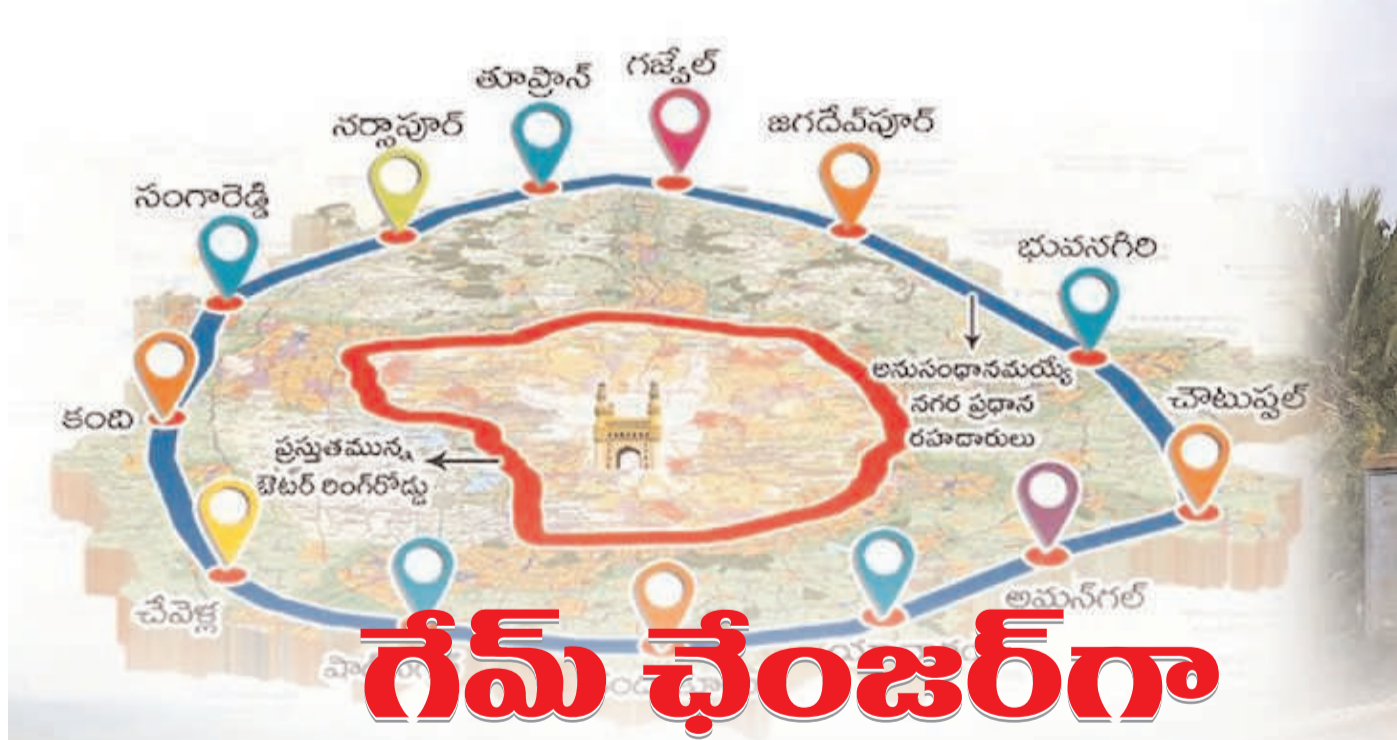 గజ్వేల్
తూప్రాన్
జగదేవ్‌పూర్
నర్సాపూర్
సంగారెడ్డి
భువనగిరి
అనుసంధానమయ్యే
నగర ప్రధాన
రహదారులు
చౌటుప్పల్
కంది
ప్రస్తుతమున్న
ఔటర్ రింగ్‌రోడ్డు
అమన్‌గల్
చేవెళ్ల
గేమ్ ఛేంజర్‌గా